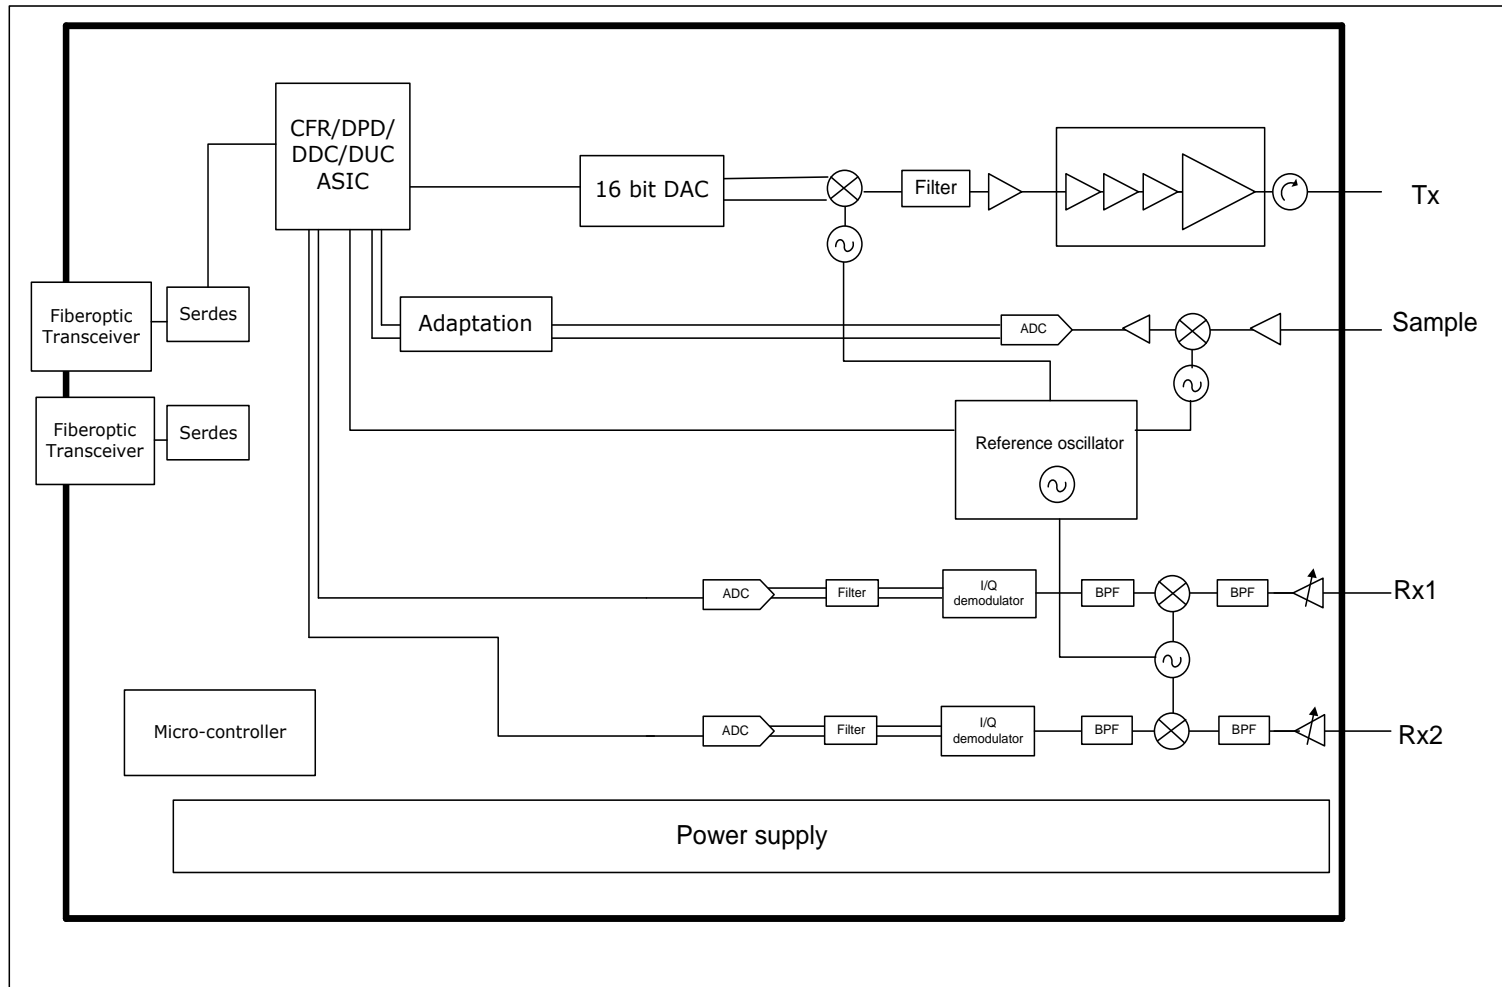 CFR/DPD/
DDC/DUC
ASIC
16 bit DAC
Filter
Tx
Fiberoptic
Transceiver
Serdes
Adaptation
ADC
Sample
Fiberoptic
Transceiver
Serdes
Reference oscillator
ADC
Filter
I/Q
demodulator
BPF
BPF
Rx1
Micro-controller
ADC
Filter
I/Q
demodulator
BPF
BPF
Rx2
Power supply